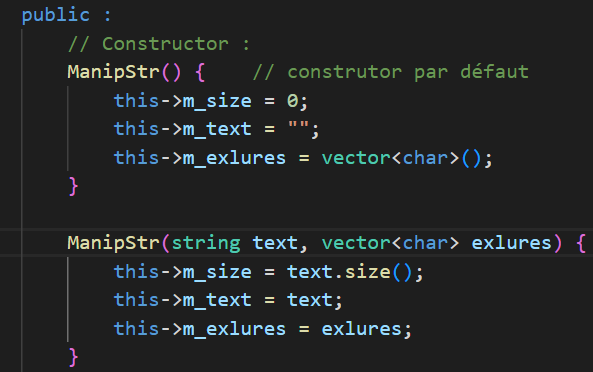 public :
// Constructor :
ManipStr() {    // construtor par défaut
this->m_size = 0;
this->m_text = "";
this->m_exlures = vector<char>();
}
ManipStr(string text, vector<char> exlures) {
this->m_size = text.size();
this->m_text = text;
this->m_exlures = exlures;
}